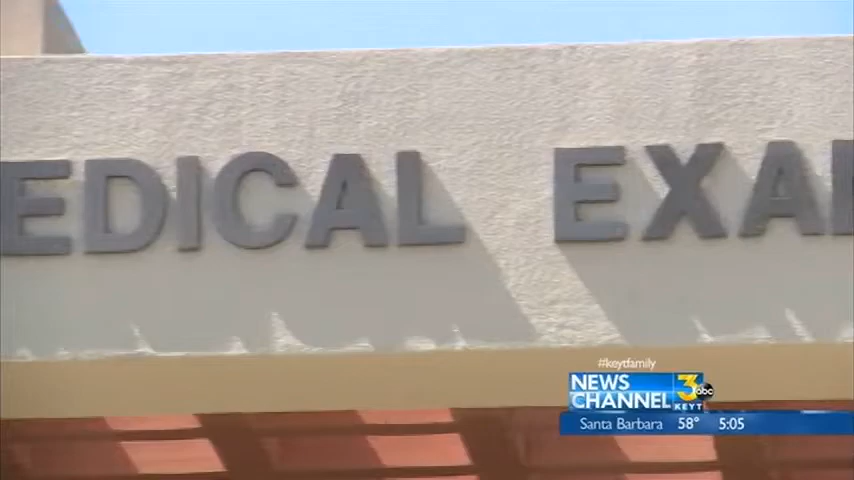 EDICAL EXA
#keytfamily
NEWS
CHANNEL 3 abc
KEYT
Santa Barbara 58° 5:05